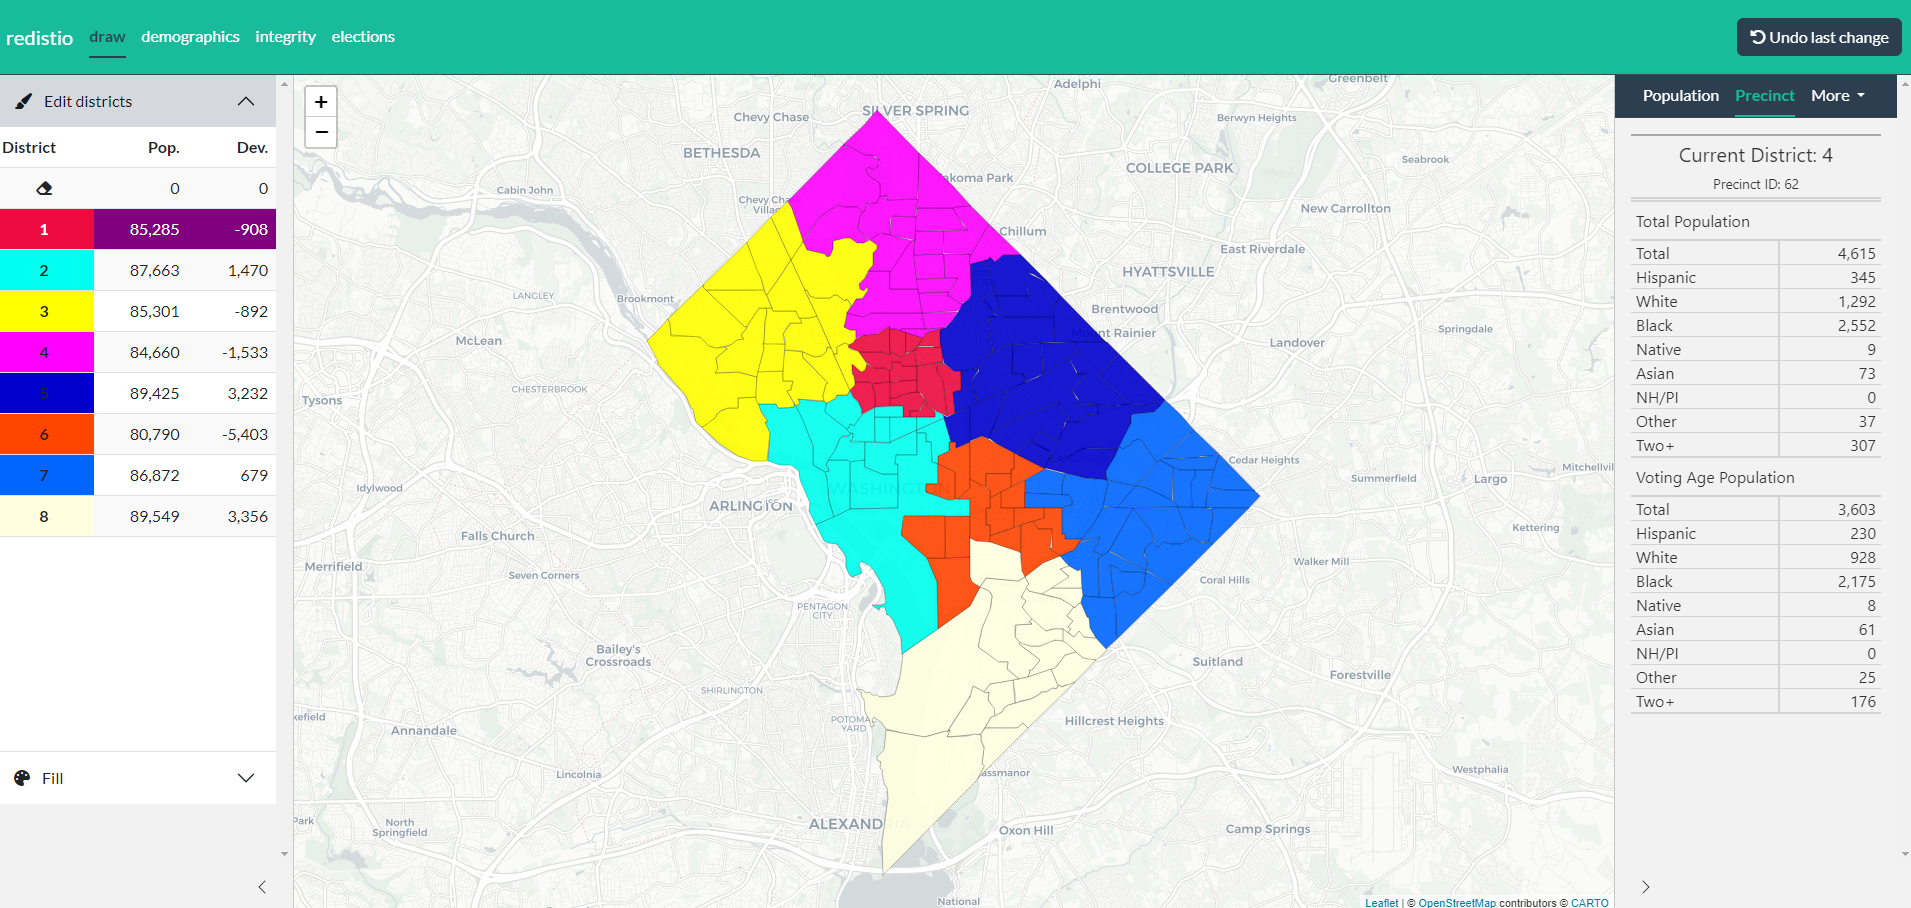 redistio draw demographics integrity elections Undo last change
Edit districts
District Pop. Dev.
0 0
1 85,285 -908
2 87,663 1,470
3 85,301 -892
4 84,660 -1,533
5 89,425 3,232
6 80,790 -5,403
7 86,872 679
8 89,549 3,356
Fill
+
−
Adelphi
Greenbelt
SILVER SPRING
Chevy Chase
Berwyn Heights
BETHESDA
COLLEGE PARK
Seabrook
Takoma Park
Cabin John
Chevy Cha
Villag
New Carrollton
Chillum
East Riverdale
HYATTSVILLE
LANGLEY
Brookmont
Brentwood
Mount Rainier
Springdale
McLean
Landover
CHESTERBROOK
Tysons
Cedar Heights
Mitchellvil
Idylwood
WASHINGTON
Summerfield
Largo
ARLINGTON
Kettering
Falls Church
Merrifield
Walker Mill
Seven Corners
Coral Hills
PENTAGON
CITY
Bailey's
Crossroads
Suitland
Forestville
SHIRLINGTON
kefield
POTOMA
YARD
Hillcrest Heights
Annandale
Westphalia
Lincolnia
assmanor
Park
North
Springfield
ALEXANDRIA
Oxon Hill
Camp Springs
National
Leaflet | © OpenStreetMap contributors © CARTO
Population Precinct More
Current District: 4
Precinct ID: 62
Total Population
Total 4,615
Hispanic 345
White 1,292
Black 2,552
Native 9
Asian 73
NH/PI 0
Other 37
Two+ 307
Voting Age Population
Total 3,603
Hispanic 230
White 928
Black 2,175
Native 8
Asian 61
NH/PI 0
Other 25
Two+ 176